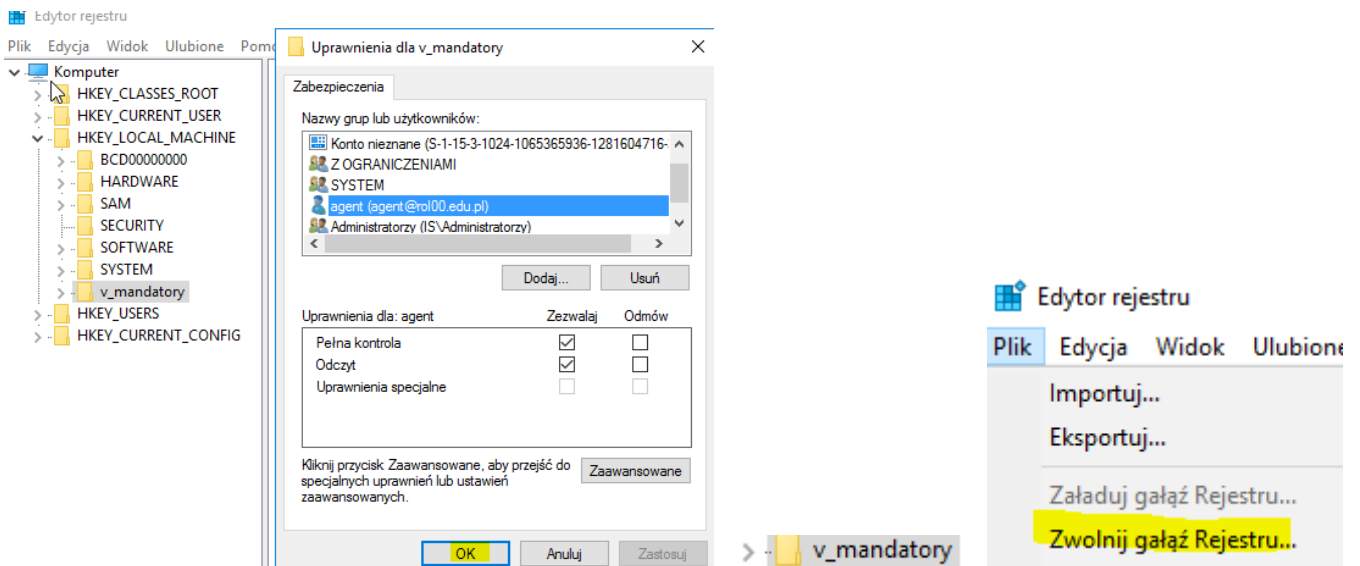 Edytor rejestru
Plik Edycja Widok Ulubione Pomo
Komputer
HKEY_CLASSES_ROOT
HKEY_CURRENT_USER
HKEY_LOCAL_MACHINE
BCD00000000
HARDWARE
SAM
SECURITY
SOFTWARE
SYSTEM
v_mandatory
HKEY_USERS
HKEY_CURRENT_CONFIG
Uprawnienia dla v_mandatory
Zabezpieczenia
Nazwy grup lub użytkowników:
Konto nieznane (S-1-15-3-1024-1065365936-1281604716-
Z OGRANICZENIAMI
SYSTEM
agent (agent@rol00.edu.pl)
Administratorzy (IS\Administratorzy)
Dodaj... Usuń
Uprawnienia dla: agent Zezwalaj Odmów
Pełna kontrola
Odczyt
Uprawnienia specjalne
Kliknij przycisk Zaawansowane, aby przejść do
specjalnych uprawnień lub ustawień
zaawansowanych.
Zaawansowane
OK Anuluj Zastosuj
v_mandatory
Edytor rejestru
Plik Edycja Widok Ulubione
Importuj...
Eksportuj...
Załaduj gałąź Rejestru...
Zwolnij gałąź Rejestru...